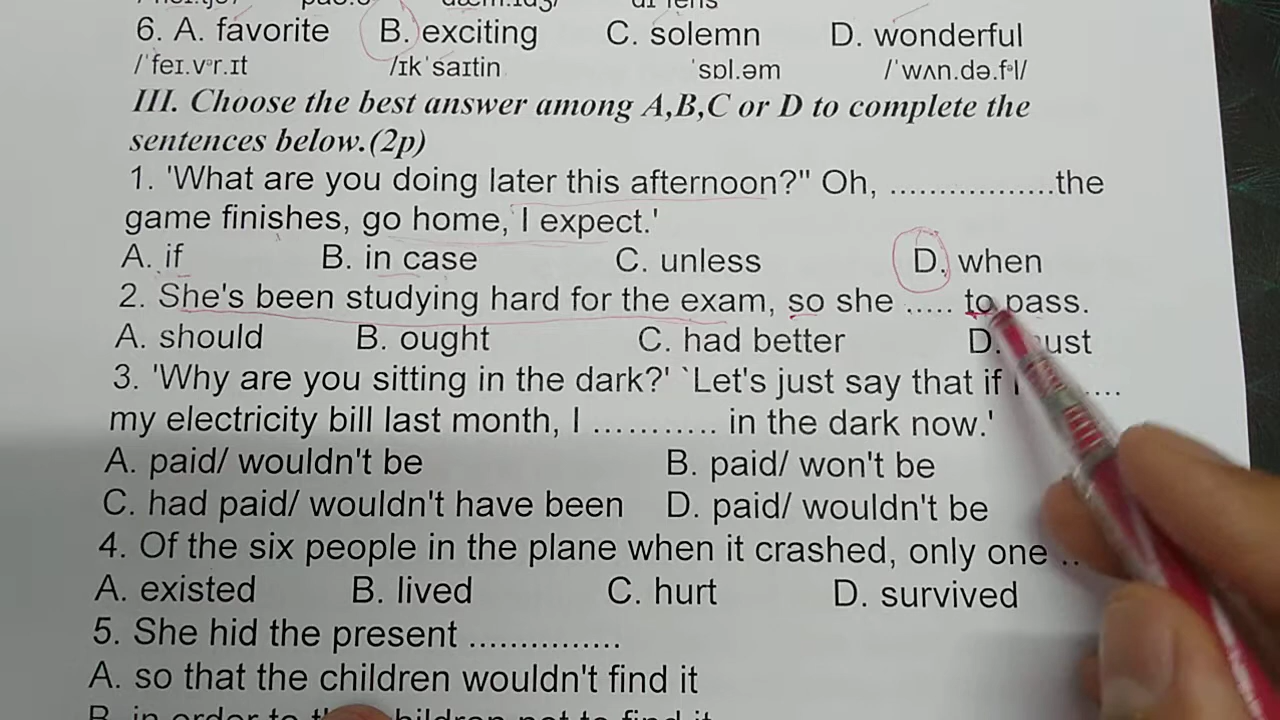 6. A. favorite B. exciting C. solemn D. wonderful
/ˈfeɪ.vᵊr.ɪt /ɪkˈsaɪtin ˈsɒl.əm /ˈwʌn.də.fᵊl/
III. Choose the best answer among A,B,C or D to complete the
sentences below.(2p)
1. 'What are you doing later this afternoon?" Oh, .................the
game finishes, go home, I expect.'
A. if B. in case C. unless D. when
2. She's been studying hard for the exam, so she ..... to pass.
A. should B. ought C. had better D.
3. 'Why are you sitting in the dark?' `Let's just say that if
my electricity bill last month, I ........... in the dark now.'
A. paid/ wouldn't be B. paid/ won't be
C. had paid/ wouldn't have been D. paid/ wouldn't be
4. Of the six people in the plane when it crashed, only one ..
A. existed B. lived C. hurt D. survived
5. She hid the present ...............
A. so that the children wouldn't find it